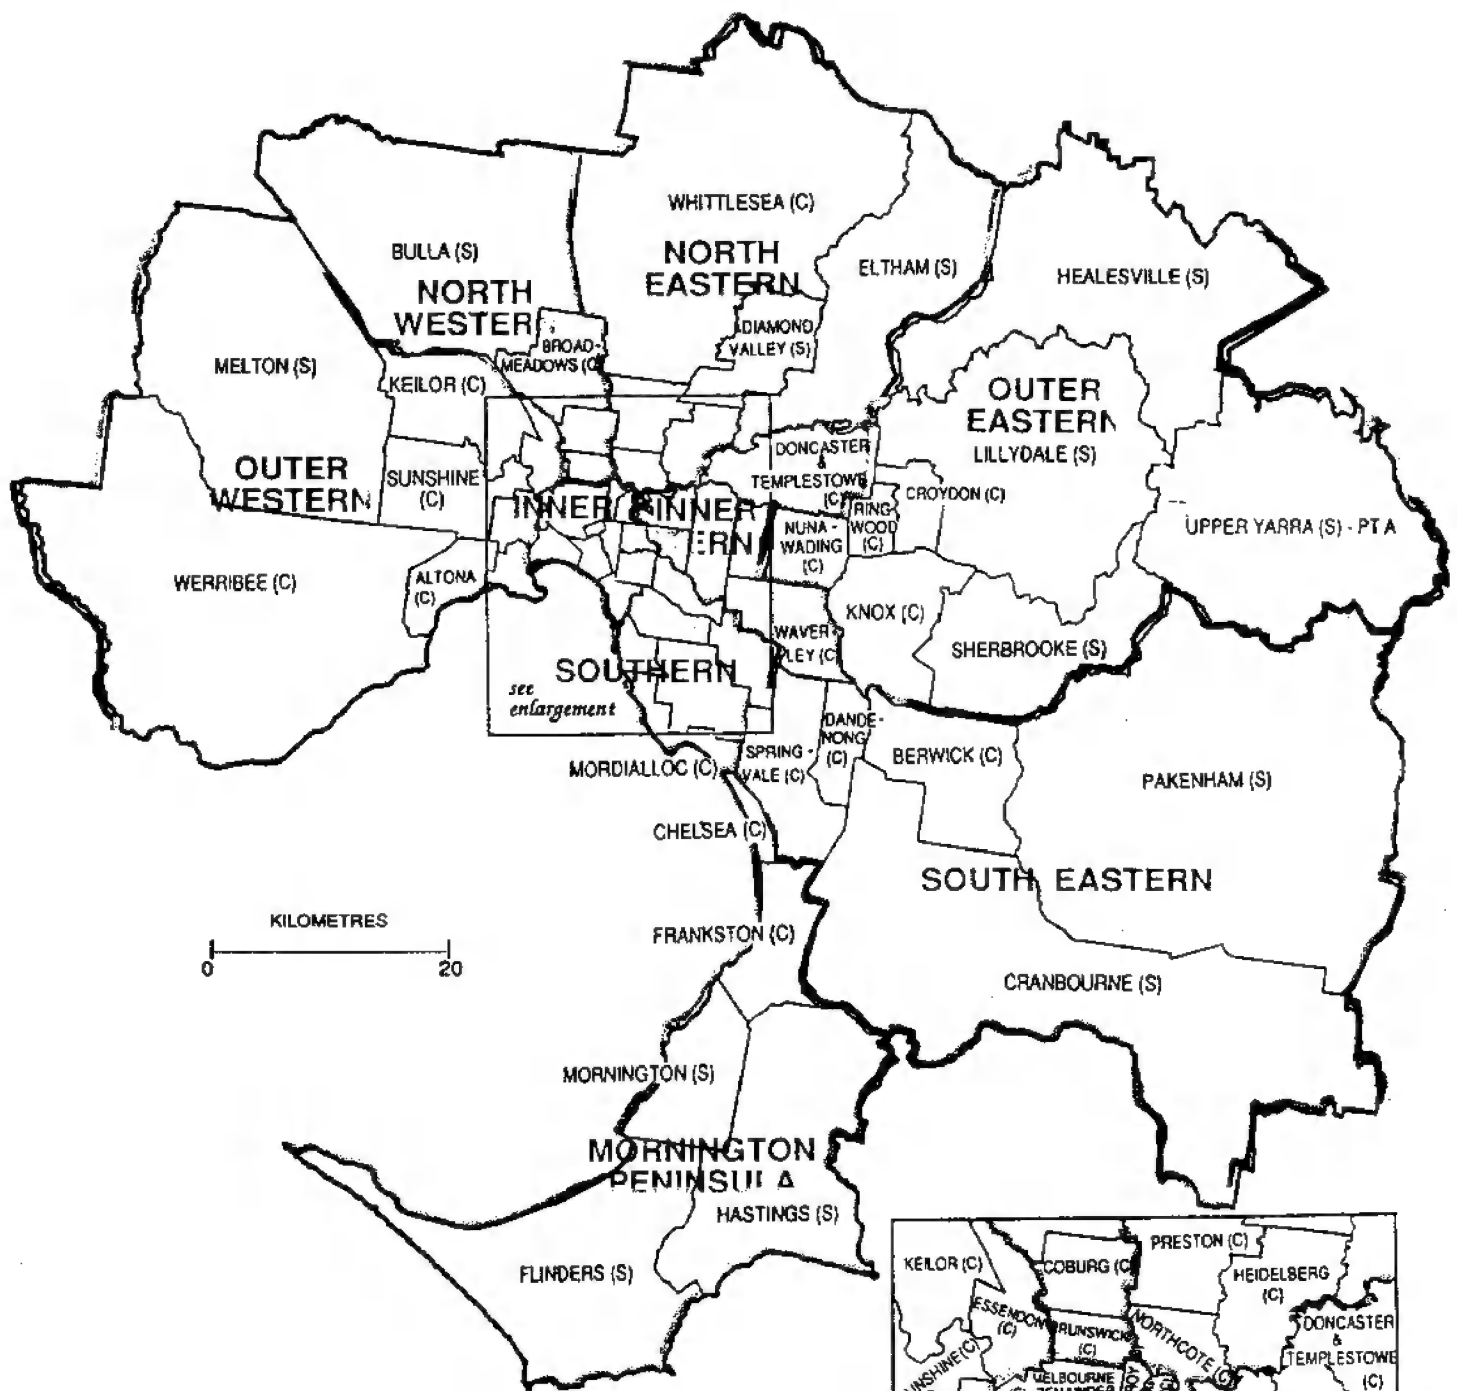 WHITTLESEA (C)
NORTH
EASTERN
BULLA (S)
ELTHAM (S)
HEALESVILLE (S)
NORTH
WESTER
DIAMOND
VALLEY (S)
BROAD-
MEADOWS (C
MELTON (S)
KEILOR (C)
OUTER
EASTERN
LILLYDALE (S)
DONCASTER
&
TEMPLESTOWE
(C)
OUTER
WESTERN
SUNSHINE
(C)
CROYDON (C)
RING-
WOOD
(C)
INNER
INNER
ERN
NUNA-
WADING
(C)
UPPER YARRA (S) - PT A
WERRIBEE (C)
ALTONA
(C)
KNOX (C)
WAVER-
LEY (C
SHERBROOKE (S)
SOUTHERN
see
enlargement
DANDE-
NONG
(C)
MORDIALLOC (C)
SPRING-
VALE (C)
BERWICK (C)
PAKENHAM (S)
CHELSEA (C)
SOUTH EASTERN
KILOMETRES
0 20
FRANKSTON (C)
CRANBOURNE (S)
MORNINGTON (S)
MORNINGTON
PENINSULA
HASTINGS (S)
FLINDERS (S)
KEILOR (C)
COBURG (C)
PRESTON (C)
HEIDELBERG
(C)
ESSENDON
(C)
BRUNSWICK
(C)
NORTHCOTE (C)
DONCASTER
&
TEMPLESTOWE
(C)
UNSHINE (C)
MELBOURNE